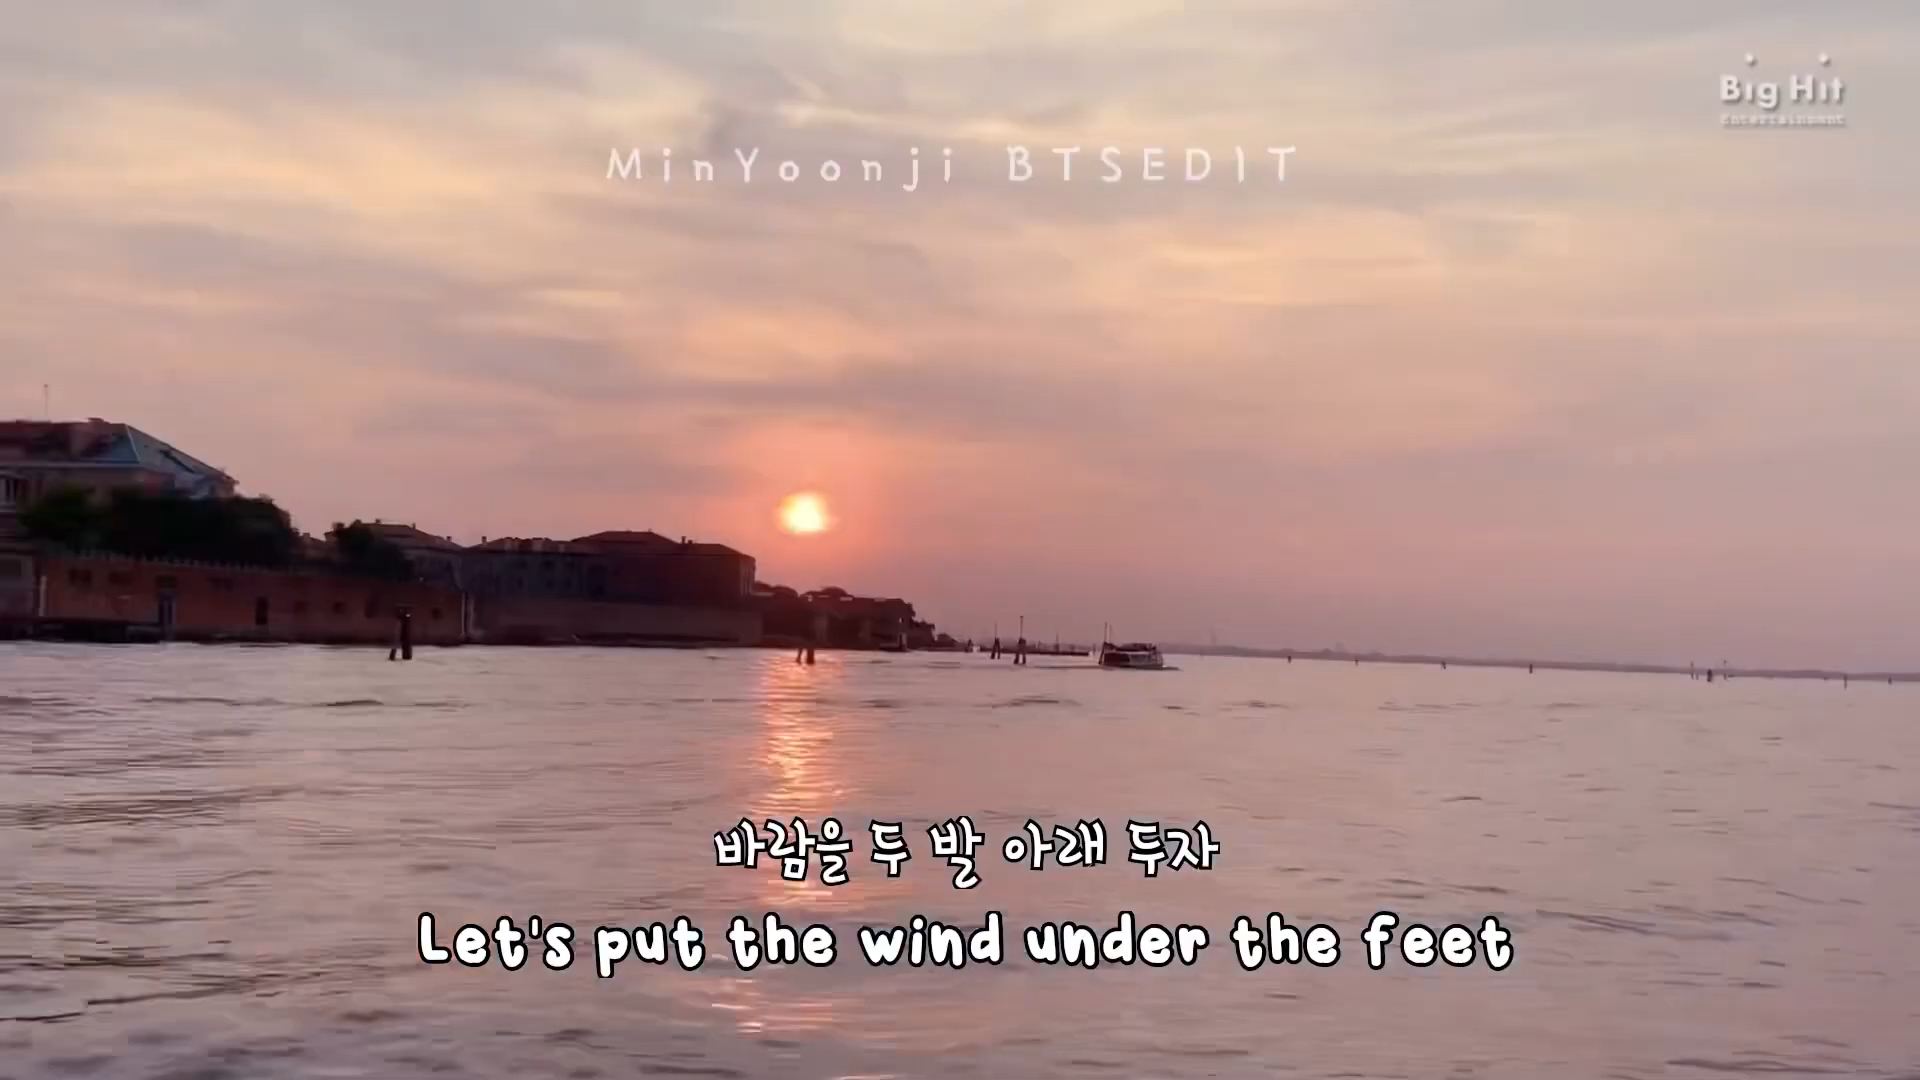 Big Hit
Entertainment
MinYoonji BTSEDIT
바람을 두 발 아래 두자
Let's put the wind under the feet